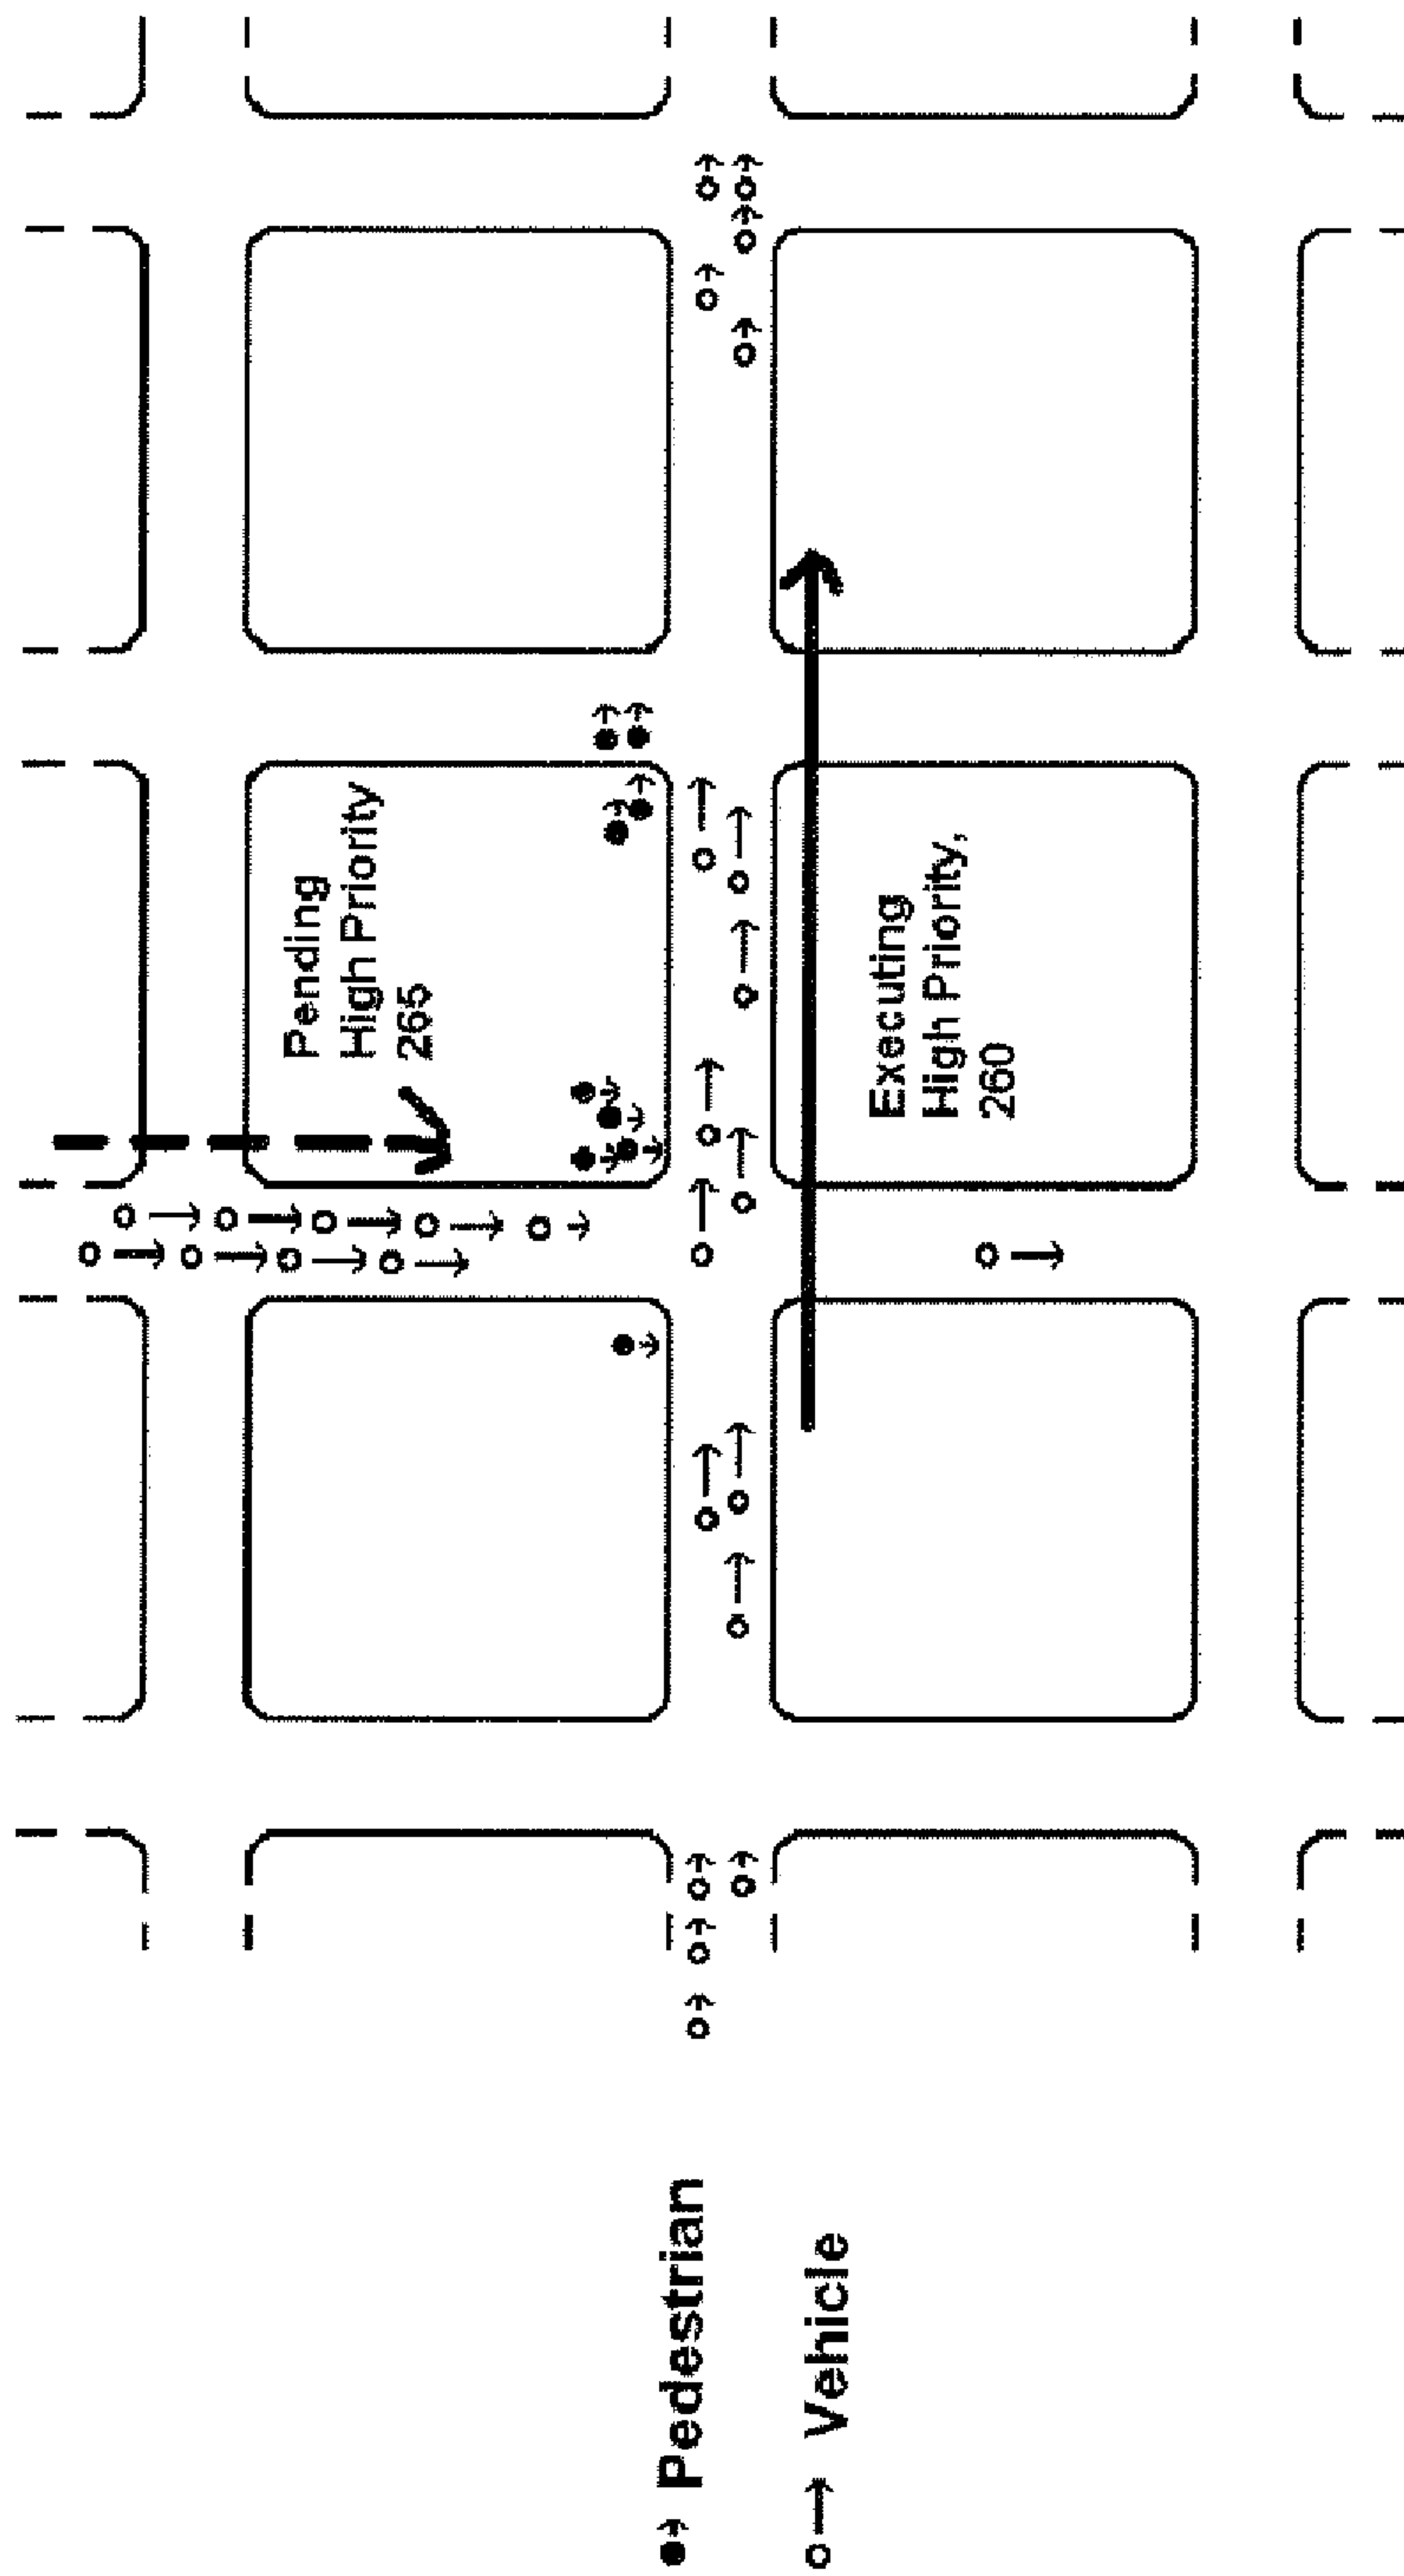 Pending
High Priority
265
Executing
High Priority,
260
Pedestrian
Vehicle